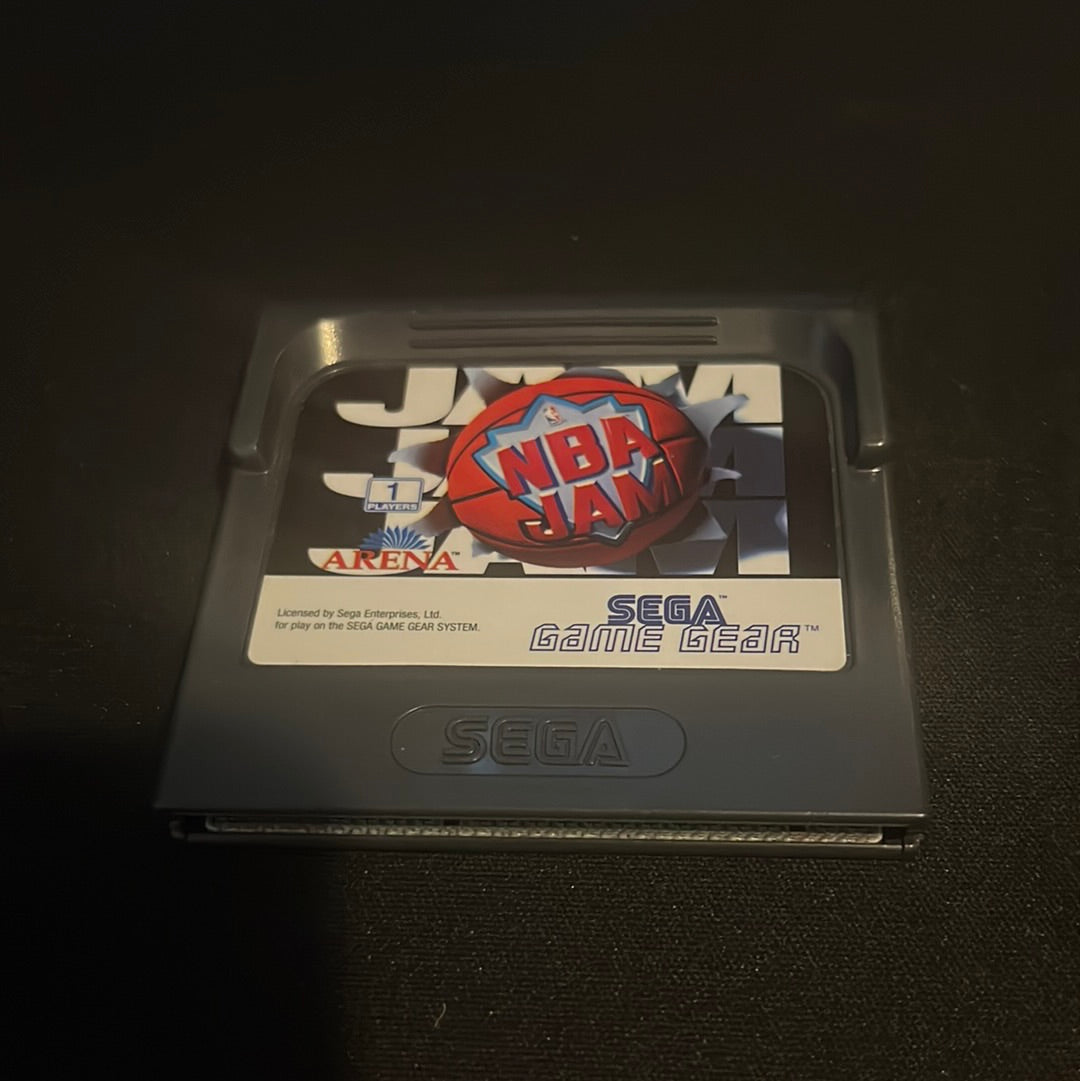 JAM
JAM
JAM
NBA
JAM
1
PLAYERS
ARENA™
Licensed by Sega Enterprises, Ltd.
for play on the SEGA GAME GEAR SYSTEM.
SEGA™
GAME GEAR™
SEGA